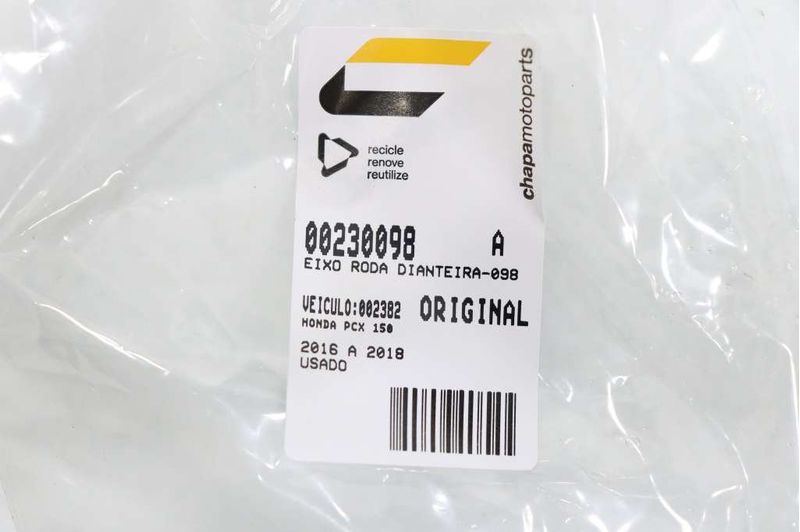 chapamotoparts
recicle
renove
reutilize
00230098 A
EIXO RODA DIANTEIRA-098
VEICULO:002382 ORIGINAL
HONDA PCX 150
2016 A 2018
USADO